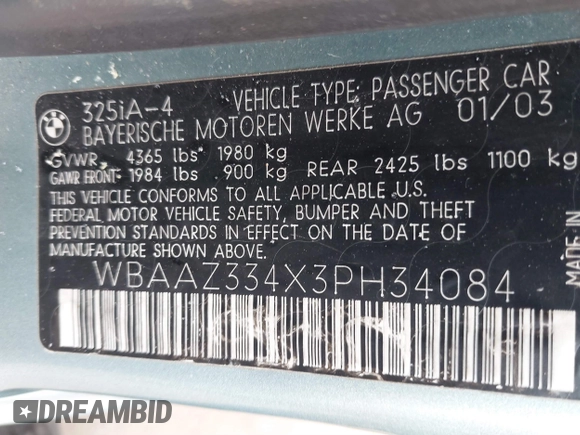 325iA-4 VEHICLE TYPE: PASSENGER CAR
BAYERISCHE MOTOREN WERKE AG 01/03
GVWR 4365 lbs* 1980 kg
GAWR FRONT- 1984 lbs 900 kg REAR 2425 lbs 1100 kg
THIS VEHICLE CONFORMS TO ALL APPLICABLE U.S.
FEDERAL MOTOR VEHICLE SAFETY, BUMPER AND THEFT
PREVENTION STANDARDS IN EFFECT ON THE DATE OF
MANUFACTURE SHOWN ABOVE.
MADE IN
WBAAZ334X3PH34084
DREAMBID